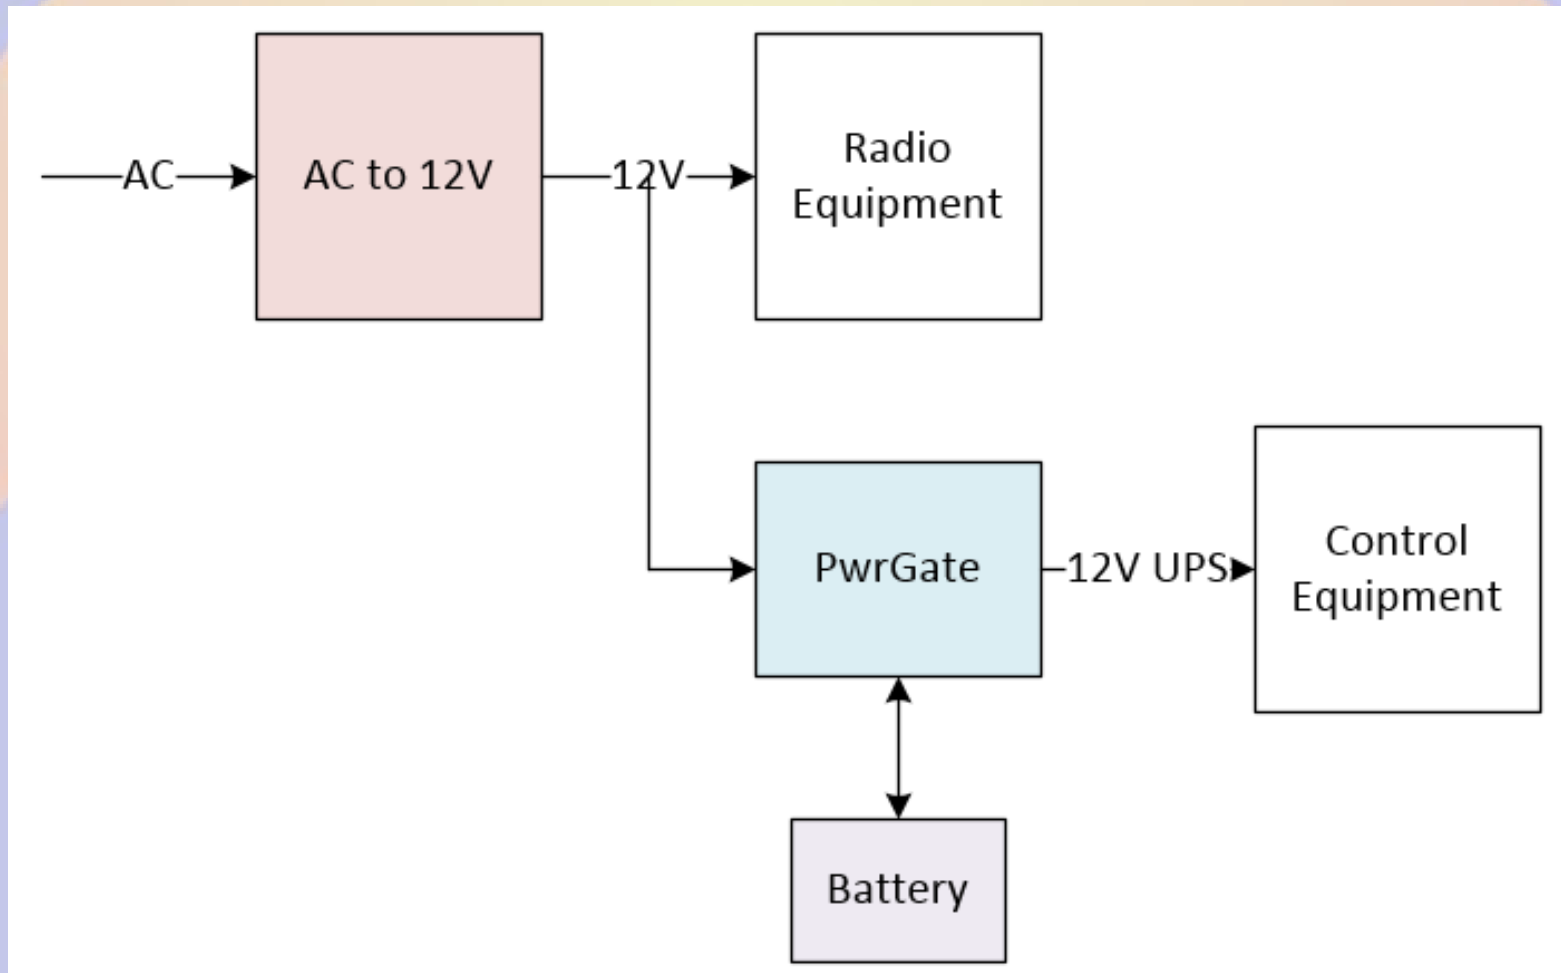 AC
AC to 12V
12V
Radio
Equipment
PwrGate
12V UPS
Control
Equipment
Battery